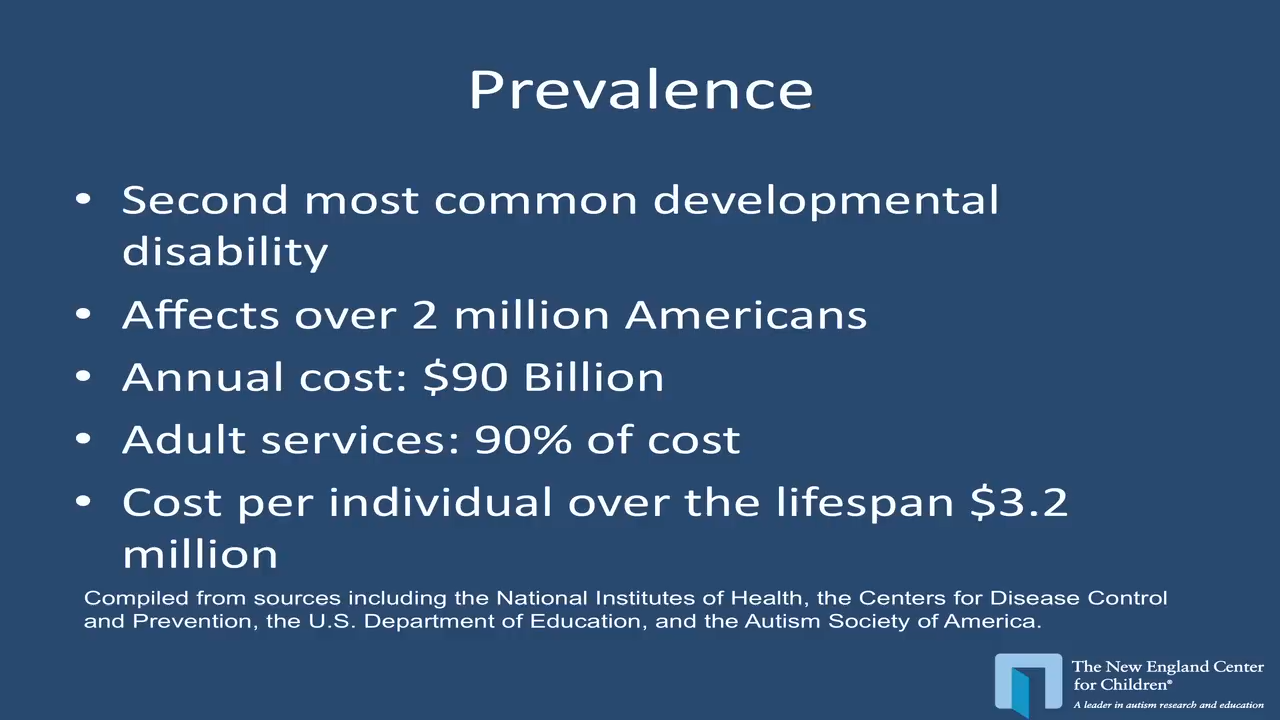 Prevalence
• Second most common developmental
disability
• Affects over 2 million Americans
• Annual cost: $90 Billion
• Adult services: 90% of cost
• Cost per individual over the lifespan $3.2
million
Compiled from sources including the National Institutes of Health, the Centers for Disease Control
and Prevention, the U.S. Department of Education, and the Autism Society of America.
The New England Center
for Children®
A leader in autism research and education